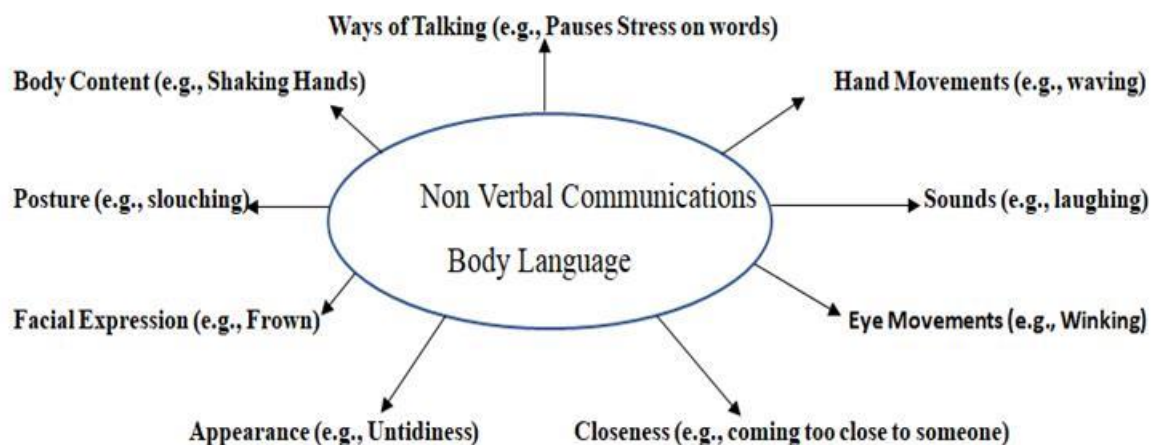 Ways of Talking (e.g., Pauses Stress on words)
Body Content (e.g., Shaking Hands)
Hand Movements (e.g., waving)
Non Verbal Communications
Posture (e.g., slouching)
Sounds (e.g., laughing)
Body Language
Facial Expression (e.g., Frown)
Eye Movements (e.g., Winking)
Appearance (e.g., Untidiness)
Closeness (e.g., coming too close to someone)